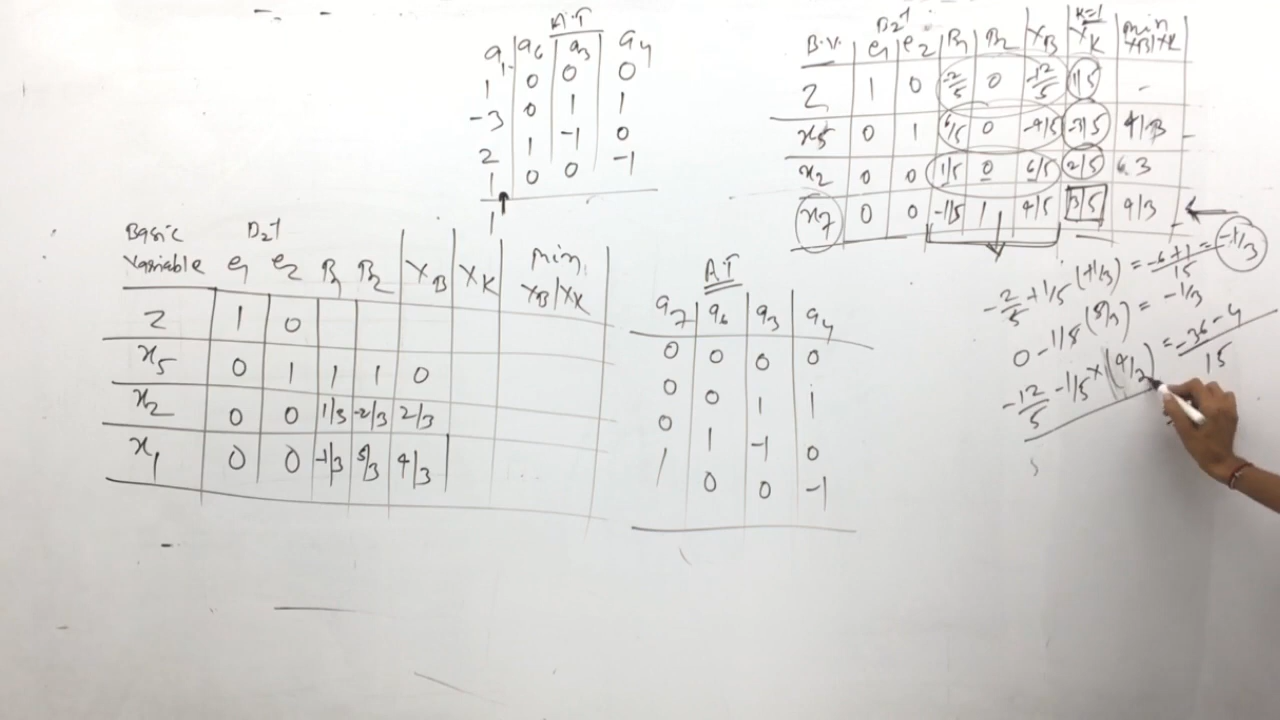 A.T
a1 a6 a3 a4
1 0 0 0
-3 0 1 1
2 1 -1 0
1 0 0 -1
1
B2-1
K=1
B.V. e1 e2 B1 B2 XB XK min XB/XK
Z 1 0 -2/5 0 -12/5 1/5 -
x5 0 1 6/5 0 -4/5 -3/5
x2 0 0 1/5 0 6/5 2/5 6 3
x7 0 0 -1/5 1 4/5 3/5 4/3
Basic Variable
B2-1
e1 e2 B1 B2 XB XK min XB/XK
Z 1 0
x5 0 1 1 1 0
x2 0 0 1/3 -2/3 2/3
x1 0 0 -1/3 5/3 4/3
A.T
a7 a6 a3 a4
0 0 0 0
0 0 1 1
0 1 -1 0
1 0 0 -1
-2/5 + 1/5 (+1/3) = -6+1/15 = -1/3
0 - 1/5 (5/3) = -1/3
-12/5 - 1/5 × (4/3) = -36-4/15